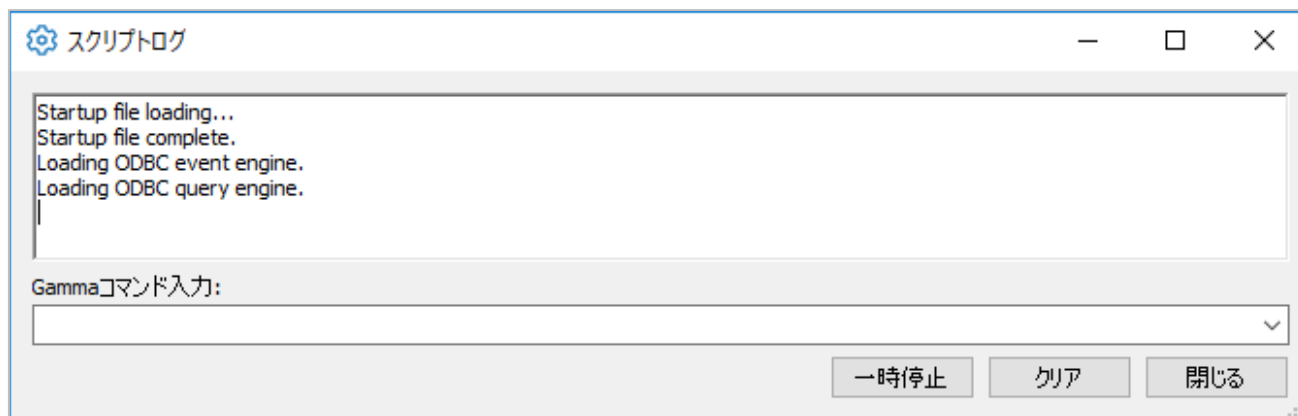 スクリプトログ
Startup file loading...
Startup file complete.
Loading ODBC event engine.
Loading ODBC query engine.
Gammaコマンド入力:
一時停止 クリア 閉じる